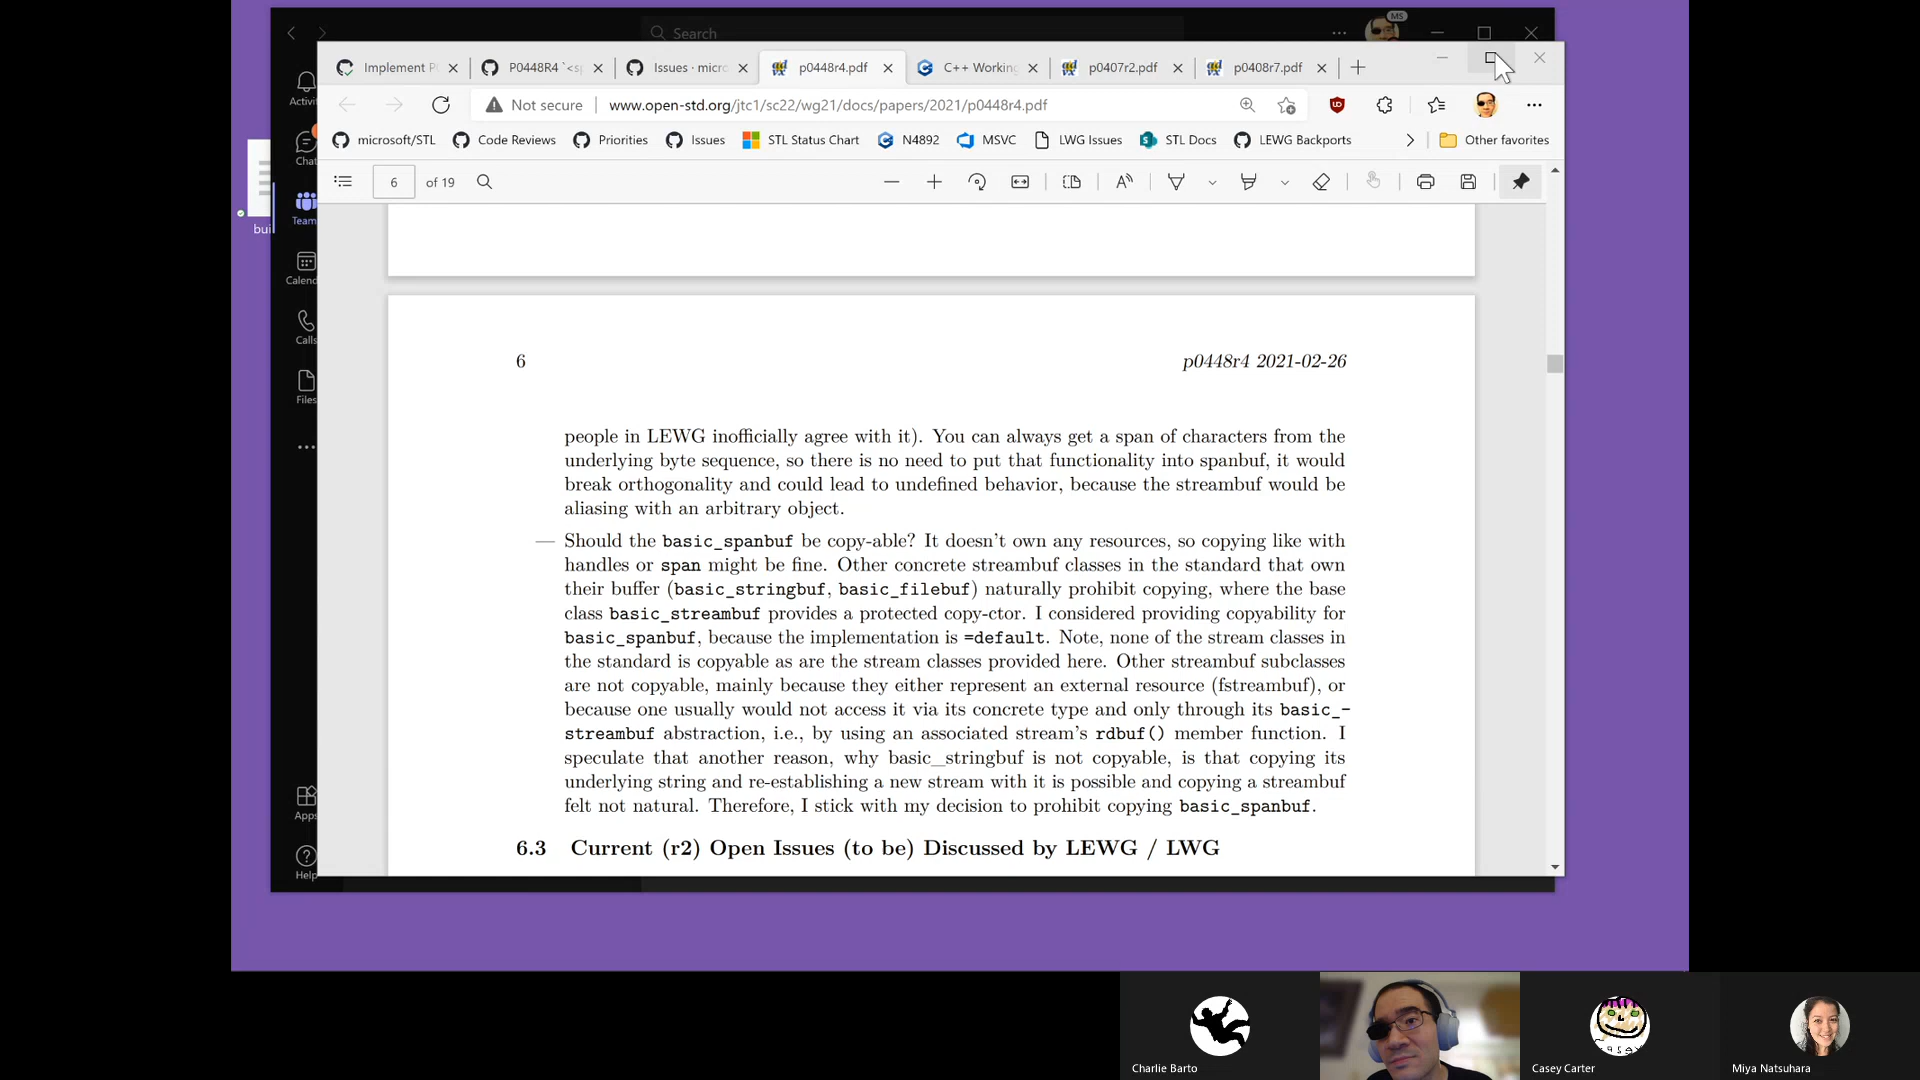 Search
MS
Implement P
P0448R4 `<s
Issues · micro
p0448r4.pdf
C++ Working
p0407r2.pdf
p0408r7.pdf
Not secure
www.open-std.org/jtc1/sc22/wg21/docs/papers/2021/p0448r4.pdf
microsoft/STL
Code Reviews
Priorities
Issues
STL Status Chart
N4892
MSVC
LWG Issues
STL Docs
LEWG Backports
Other favorites
6
of 19
Activi
Chat
Team
Calend
Calls
Files
Apps
Help
bui
6
p0448r4 2021-02-26
people in LEWG inofficially agree with it). You can always get a span of characters from the
underlying byte sequence, so there is no need to put that functionality into spanbuf, it would
break orthogonality and could lead to undefined behavior, because the streambuf would be
aliasing with an arbitrary object.
— Should the basic_spanbuf be copy-able? It doesn't own any resources, so copying like with
handles or span might be fine. Other concrete streambuf classes in the standard that own
their buffer (basic_stringbuf, basic_filebuf) naturally prohibit copying, where the base
class basic_streambuf provides a protected copy-ctor. I considered providing copyability for
basic_spanbuf, because the implementation is =default. Note, none of the stream classes in
the standard is copyable as are the stream classes provided here. Other streambuf subclasses
are not copyable, mainly because they either represent an external resource (fstreambuf), or
because one usually would not access it via its concrete type and only through its basic_-
streambuf abstraction, i.e., by using an associated stream's rdbuf() member function. I
speculate that another reason, why basic_stringbuf is not copyable, is that copying its
underlying string and re-establishing a new stream with it is possible and copying a streambuf
felt not natural. Therefore, I stick with my decision to prohibit copying basic_spanbuf.
6.3 Current (r2) Open Issues (to be) Discussed by LEWG / LWG
Charlie Barto
Casey Carter
Miya Natsuhara